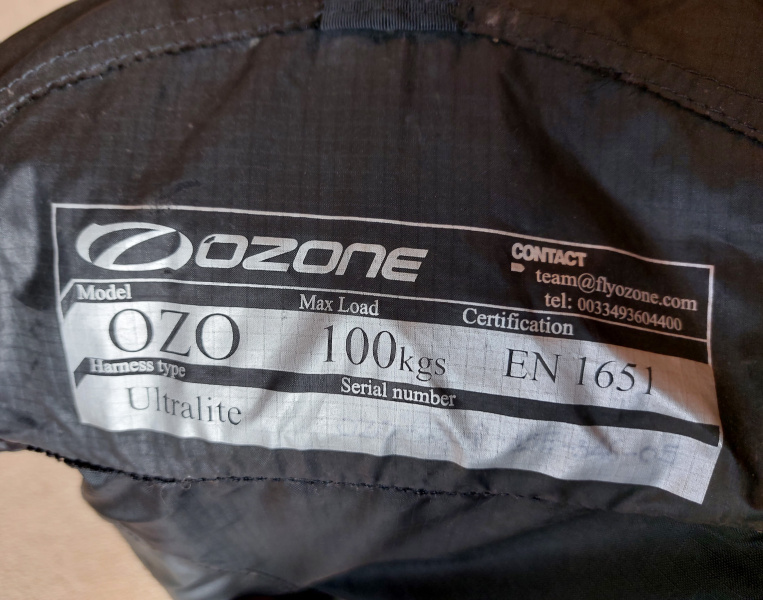 OZONE
CONTACT
team@flyozone.com
tel: 0033493604400
Model
Max Load
Certification
OZO
100kgs
EN 1651
Harness type
Serial number
Ultralite